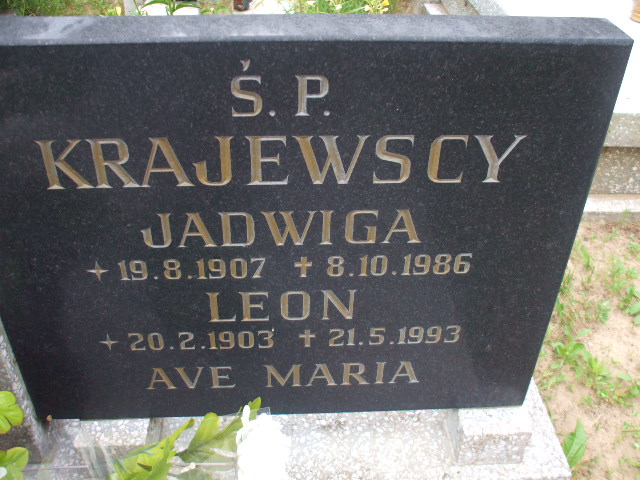 Ś. P.
KRAJEWSCY
JADWIGA
19.8.1907 † 8.10.1986
LEON
20.2.1903 † 21.5.1993
AVE MARIA